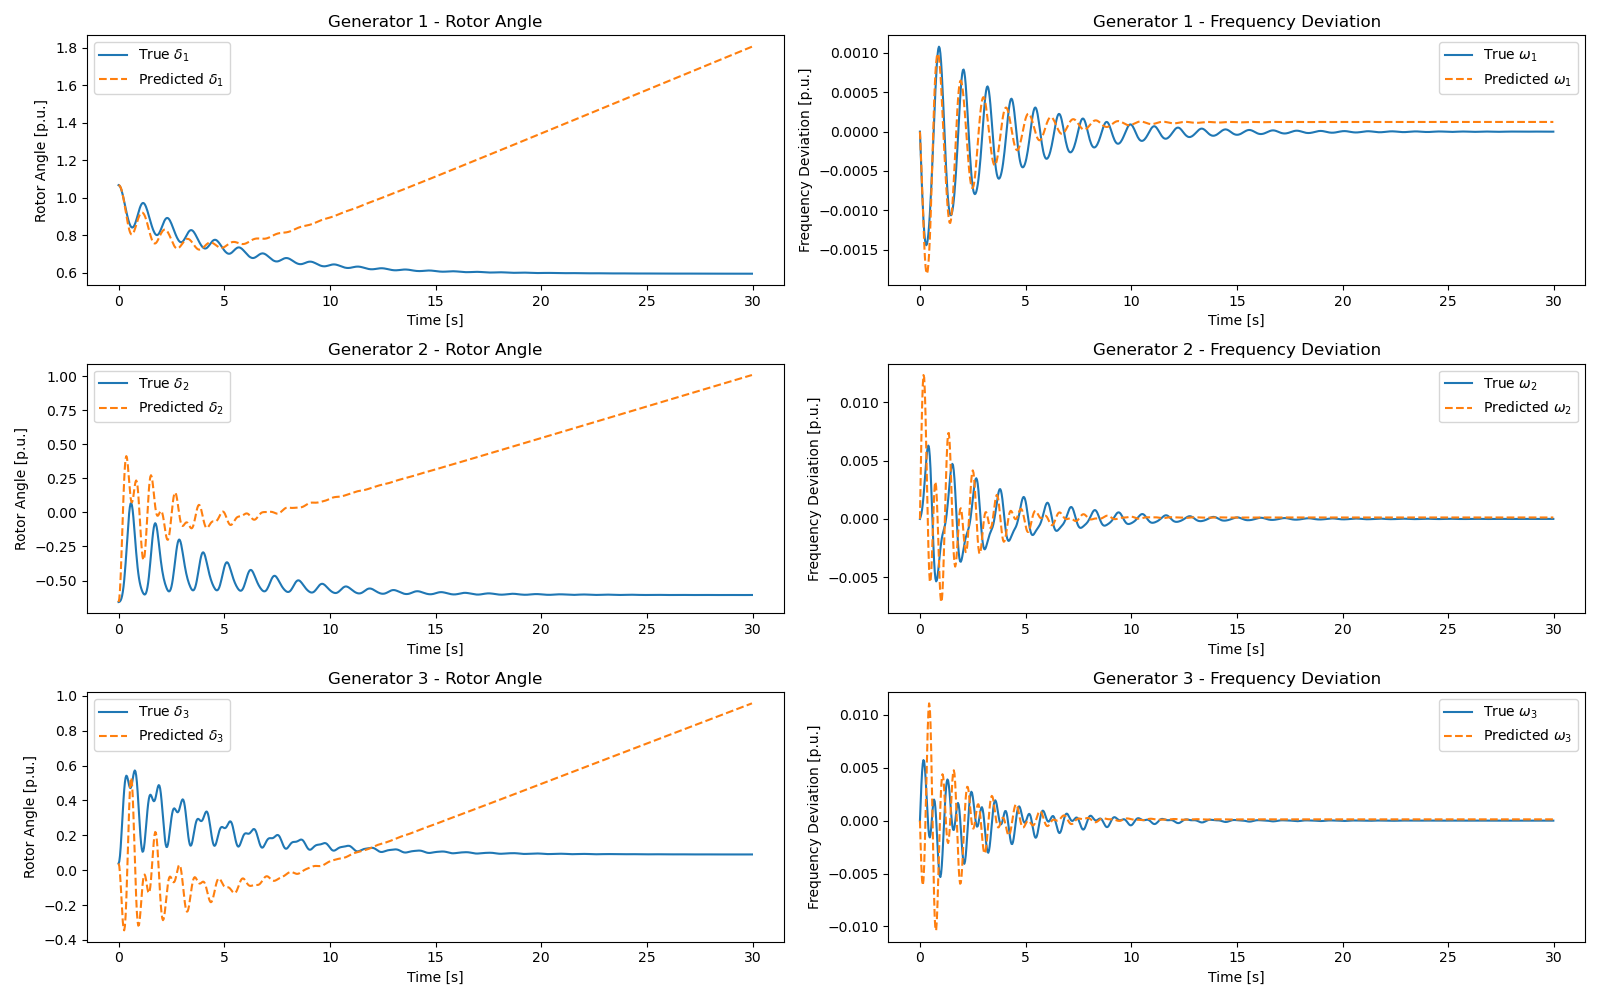 Generator 1 - Rotor Angle
Rotor Angle [p.u.]
1.8
1.6
1.4
1.2
1.0
0.8
0.6
True δ₁
Predicted δ₁
0 5 10 15 20 25 30
Time [s]
Generator 1 - Frequency Deviation
Frequency Deviation [p.u.]
0.0010
0.0005
0.0000
−0.0005
−0.0010
−0.0015
True ω₁
Predicted ω₁
0 5 10 15 20 25 30
Time [s]
Generator 2 - Rotor Angle
Rotor Angle [p.u.]
1.00
0.75
0.50
0.25
0.00
−0.25
−0.50
True δ₂
Predicted δ₂
0 5 10 15 20 25 30
Time [s]
Generator 2 - Frequency Deviation
Frequency Deviation [p.u.]
0.010
0.005
0.000
−0.005
True ω₂
Predicted ω₂
0 5 10 15 20 25 30
Time [s]
Generator 3 - Rotor Angle
Rotor Angle [p.u.]
1.0
0.8
0.6
0.4
0.2
0.0
−0.2
−0.4
True δ₃
Predicted δ₃
0 5 10 15 20 25 30
Time [s]
Generator 3 - Frequency Deviation
Frequency Deviation [p.u.]
0.010
0.005
0.000
−0.005
−0.010
True ω₃
Predicted ω₃
0 5 10 15 20 25 30
Time [s]